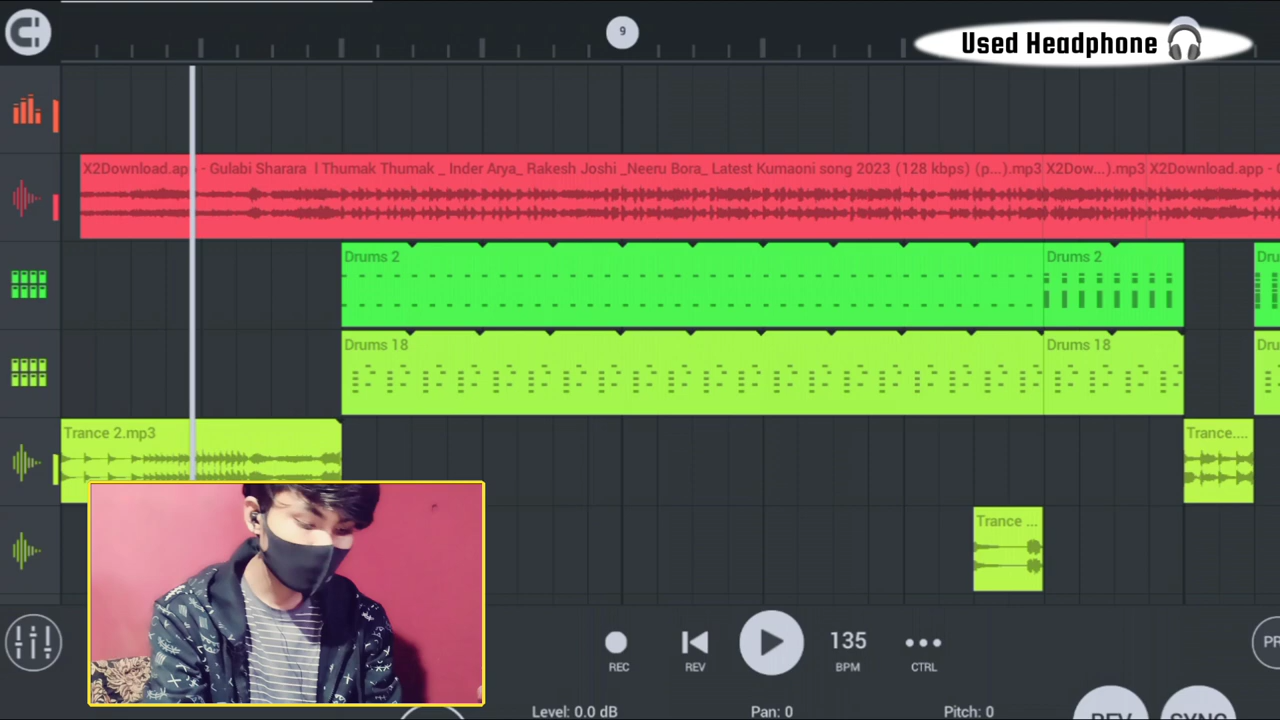 9
Used Headphone
X2Download.ap - Gulabi Sharara l Thumak Thumak _ Inder Arya_ Rakesh Joshi _Neeru Bora_ Latest Kumaoni song 2023 (128 kbps) (p...).mp3 X2Dow...).mp3 X2Download.app -
Drums 2 Drums 2
Drums 18 Drums 18
Trance 2.mp3 Trance....
Trance ...
135
REC REV BPM CTRL
Level: 0.0 dB Pan: 0 Pitch: 0
SYNC